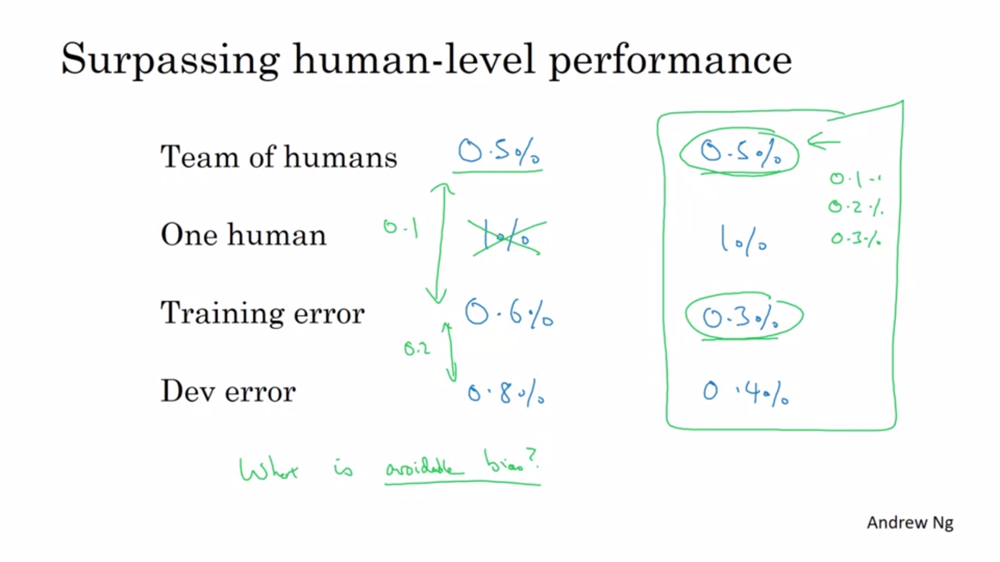 Surpassing human-level performance
Team of humans 0.5% 0.5%
0.1
0.2%
One human 0.1 1% 1% 0.3%
Training error 0.6% 0.3%
0.2
Dev error 0.8% 0.4%
What is avoidable bias?
Andrew Ng